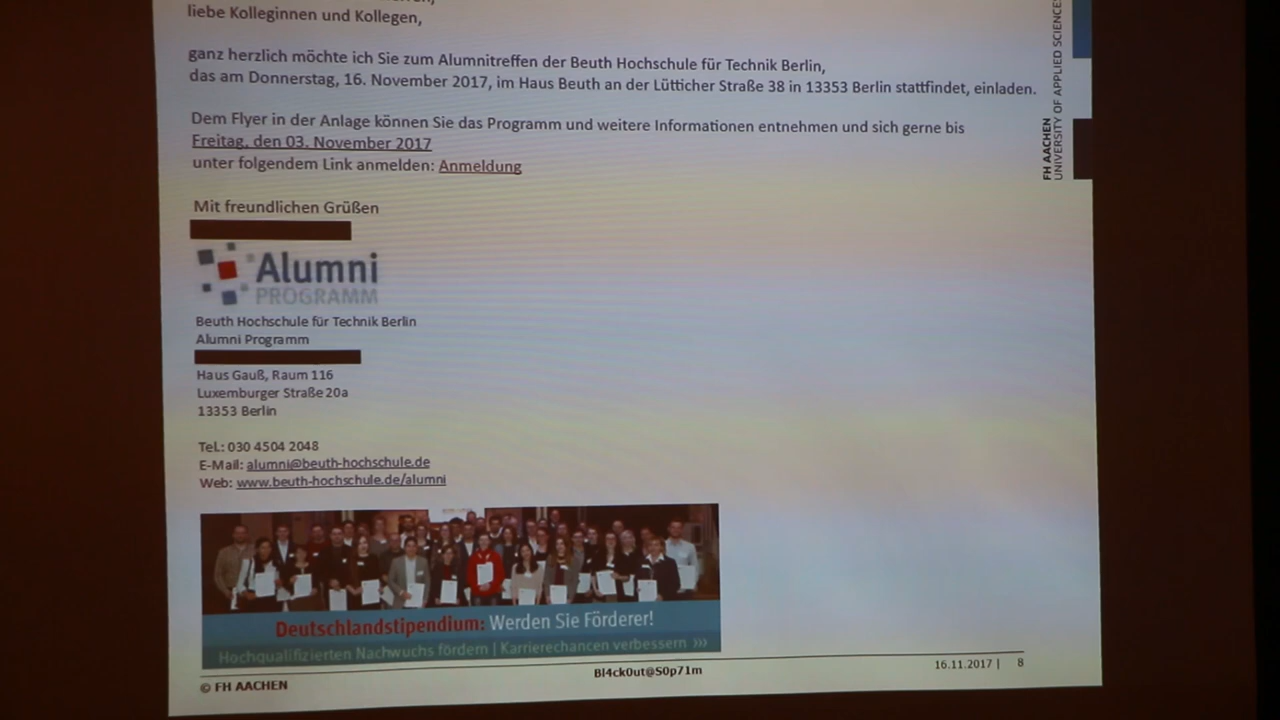 liebe Kolleginnen und Kollegen,
ganz herzlich möchte ich Sie zum Alumnitreffen der Beuth Hochschule für Technik Berlin,
das am Donnerstag, 16. November 2017, im Haus Beuth an der Lütticher Straße 38 in 13353 Berlin stattfindet, einladen.
Dem Flyer in der Anlage können Sie das Programm und weitere Informationen entnehmen und sich gerne bis
Freitag, den 03. November 2017
unter folgendem Link anmelden: Anmeldung
Mit freundlichen Grüßen
Alumni
PROGRAMM
Beuth Hochschule für Technik Berlin
Alumni Programm
Haus Gauß, Raum 116
Luxemburger Straße 20a
13353 Berlin
Tel.: 030 4504 2048
E-Mail: alumni@beuth-hochschule.de
Web: www.beuth-hochschule.de/alumni
Deutschlandstipendium: Werden Sie Förderer!
Hochqualifizierten Nachwuchs fördern | Karrierechancen verbessern >>>
© FH AACHEN
Bl4ck0ut@S0p71m
16.11.2017 | 8
FH AACHEN
UNIVERSITY OF APPLIED SCIENCES